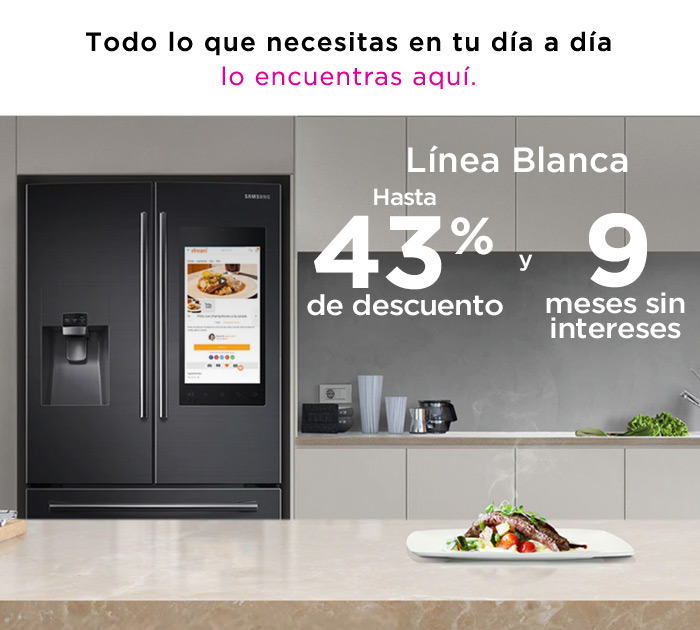 Todo lo que necesitas en tu día a día
lo encuentras aquí.
Línea Blanca
Hasta
43%
de descuento
y
9
meses sin
intereses
SAMSUNG